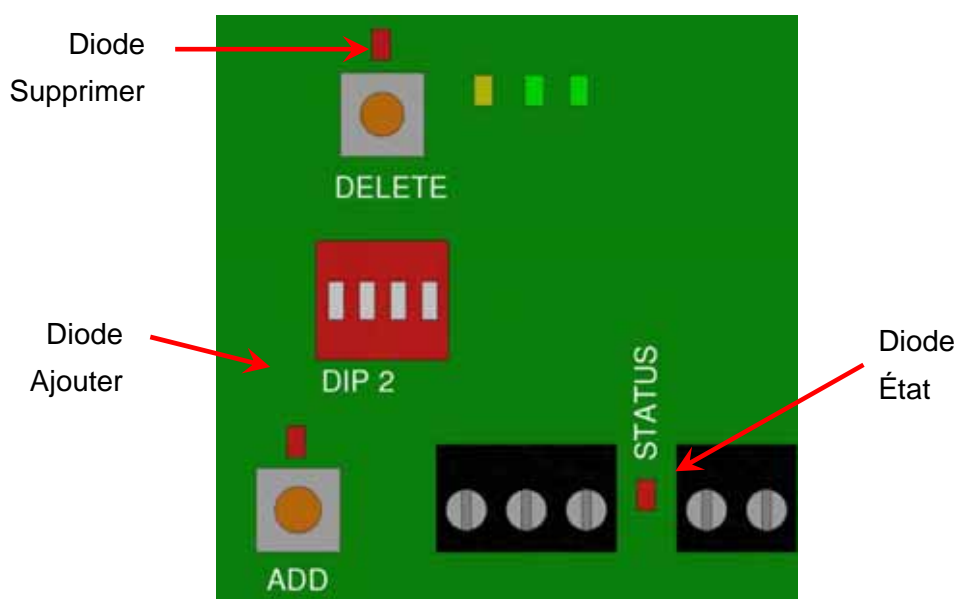 Diode
Supprimer
DELETE
Diode
Ajouter
DIP 2
STATUS
Diode
État
ADD